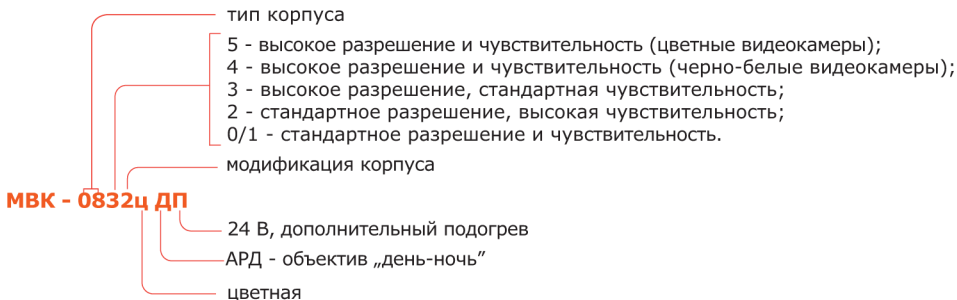 тип корпуса
5 - высокое разрешение и чувствительность (цветные видеокамеры);
4 - высокое разрешение и чувствительность (черно-белые видеокамеры);
3 - высокое разрешение, стандартная чувствительность;
2 - стандартное разрешение, высокая чувствительность;
0/1 - стандартное разрешение и чувствительность.
модификация корпуса
МВК - 0832ц ДП
24 В, дополнительный подогрев
АРД - объектив „день-ночь”
цветная